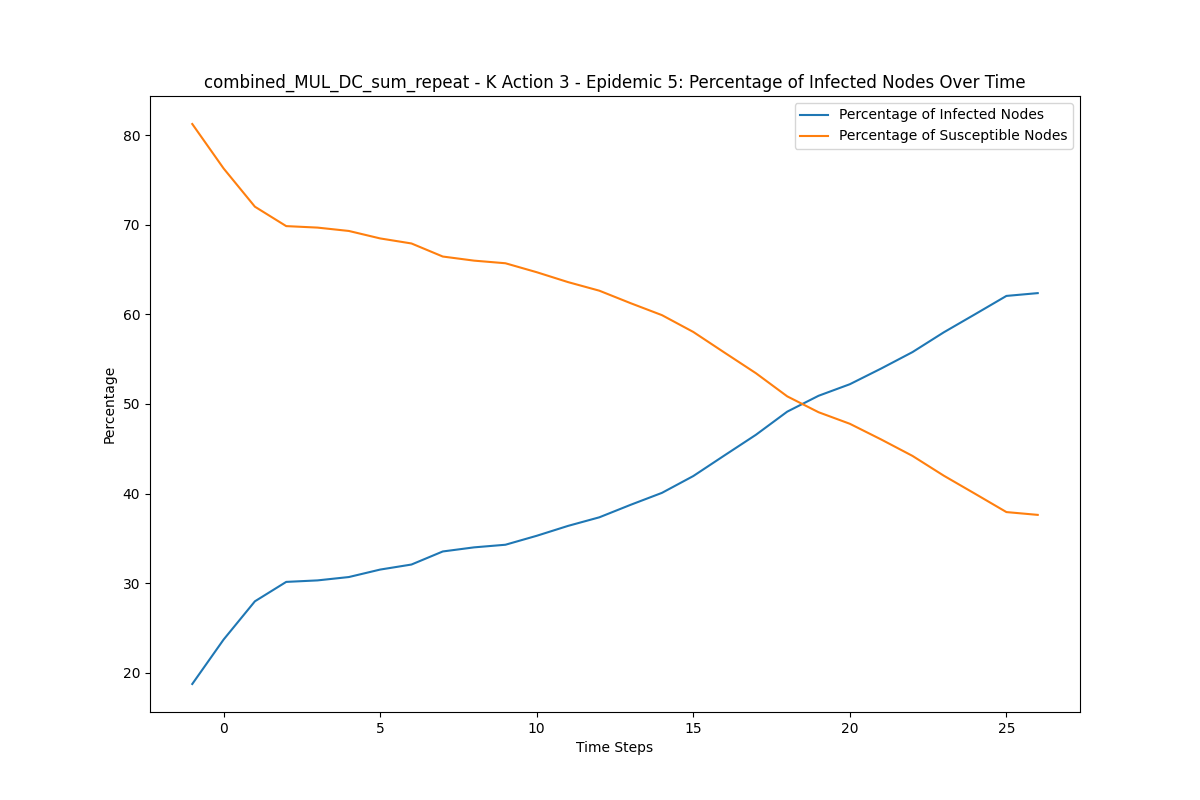 combined_MUL_DC_sum_repeat - K Action 3 - Epidemic 5: Percentage of Infected Nodes Over Time
Percentage of Infected Nodes
Percentage of Susceptible Nodes
80
70
60
50
40
30
20
Percentage
0 5 10 15 20 25
Time Steps